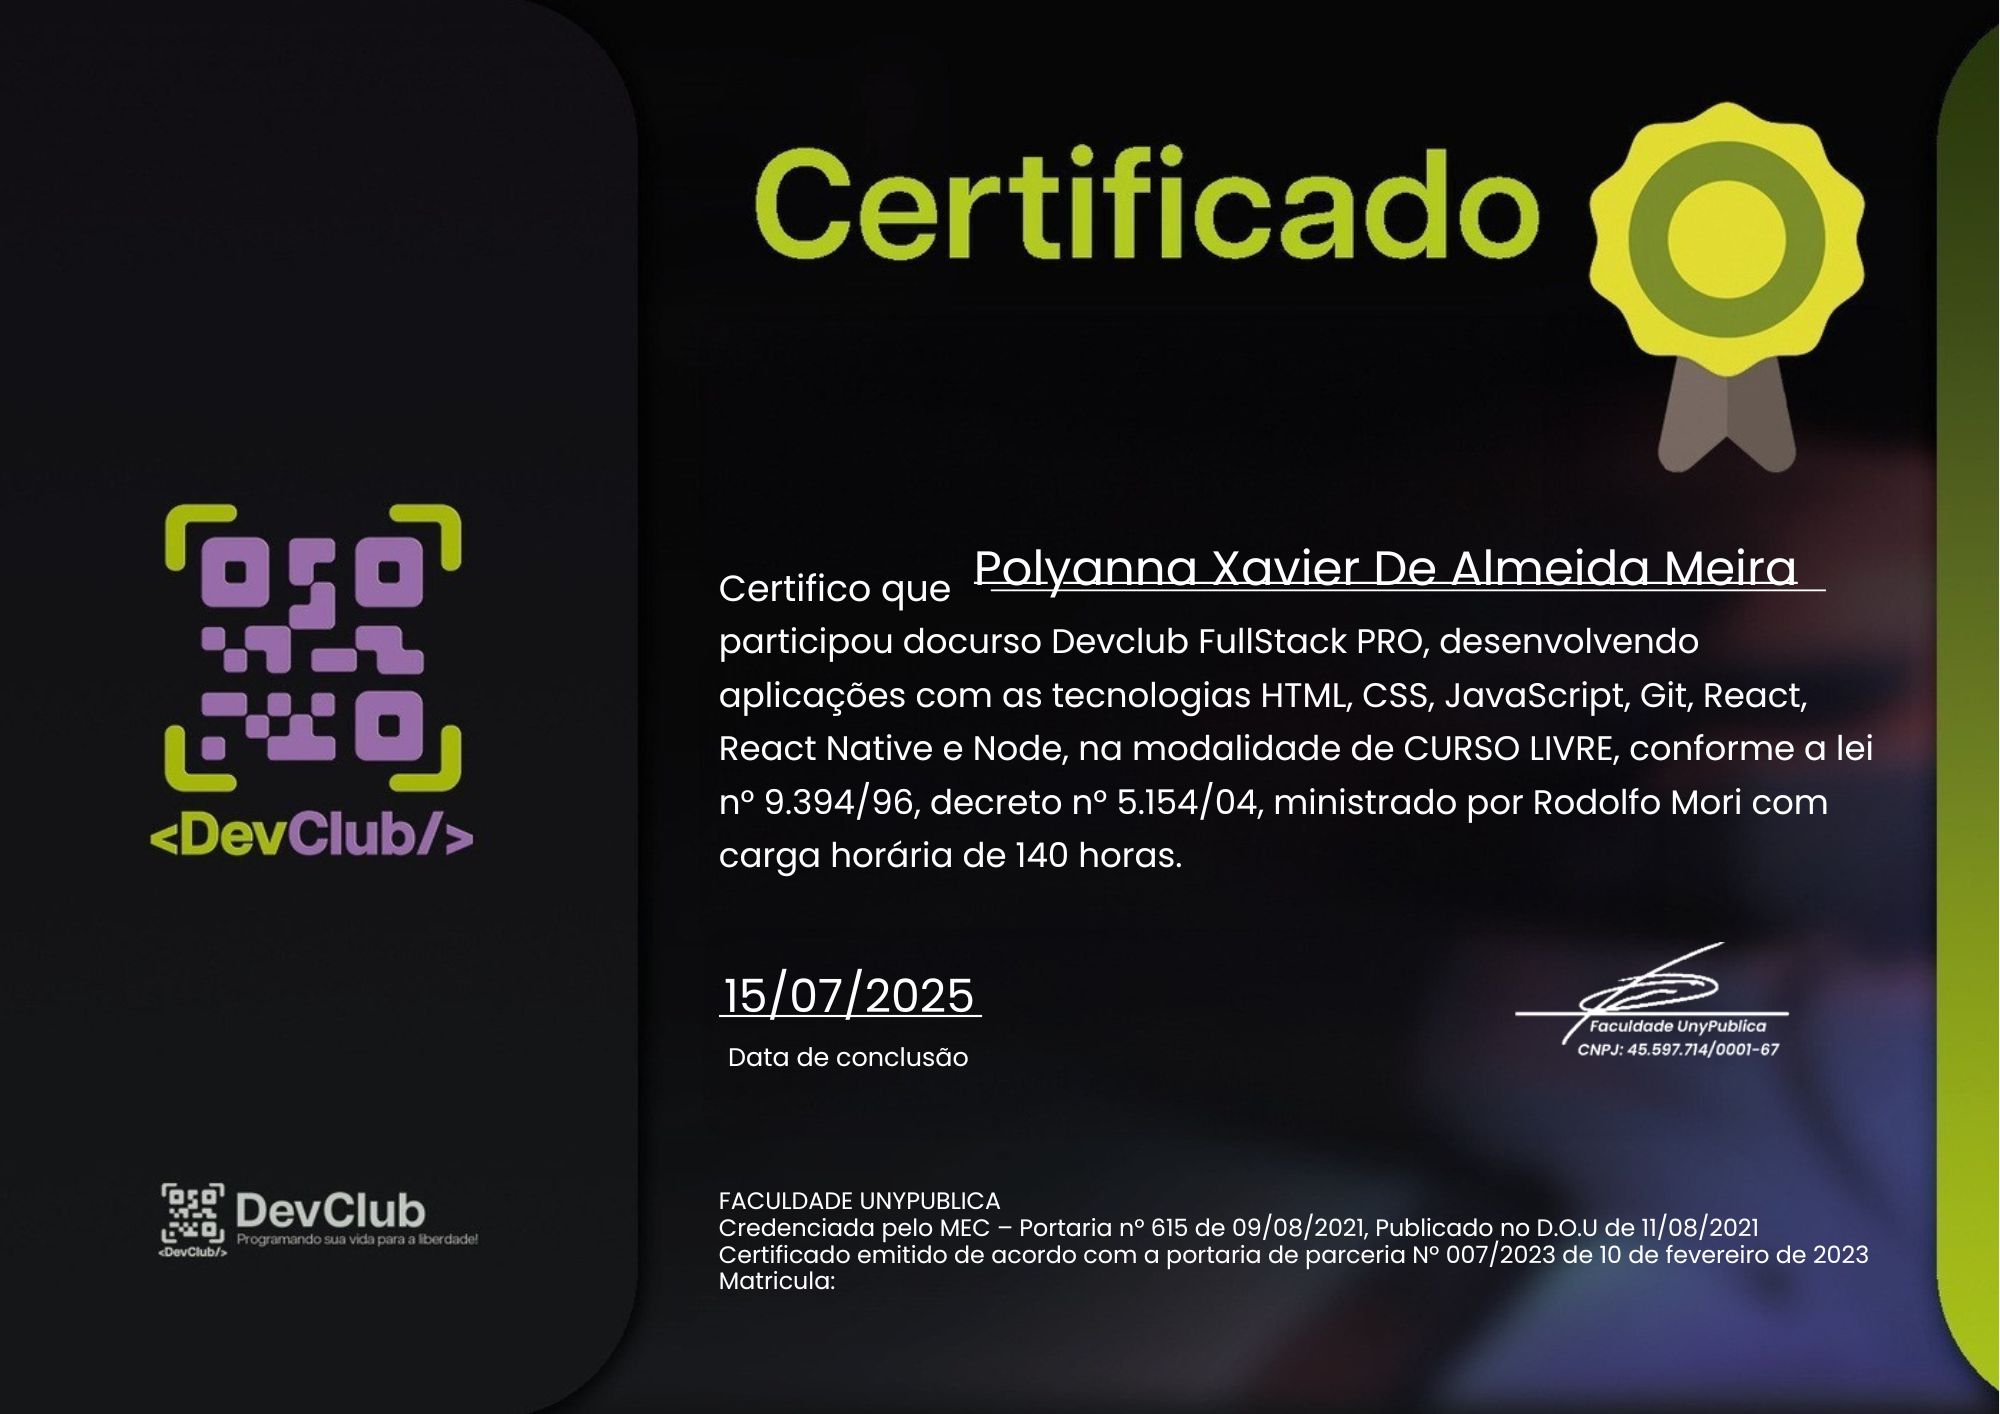 Certificado
Certifico que Polyanna Xavier De Almeida Meira
participou docurso Devclub FullStack PRO, desenvolvendo
aplicações com as tecnologias HTML, CSS, JavaScript, Git, React,
React Native e Node, na modalidade de CURSO LIVRE, conforme a lei
nº 9.394/96, decreto nº 5.154/04, ministrado por Rodolfo Mori com
carga horária de 140 horas.
<DevClub/>
15/07/2025
Data de conclusão
Faculdade UnyPublica
CNPJ: 45.597.714/0001-67
DevClub
Programando sua vida para a liberdade!
<DevClub/>
FACULDADE UNYPUBLICA
Credenciada pelo MEC – Portaria nº 615 de 09/08/2021, Publicado no D.O.U de 11/08/2021
Certificado emitido de acordo com a portaria de parceria Nº 007/2023 de 10 de fevereiro de 2023
Matricula: